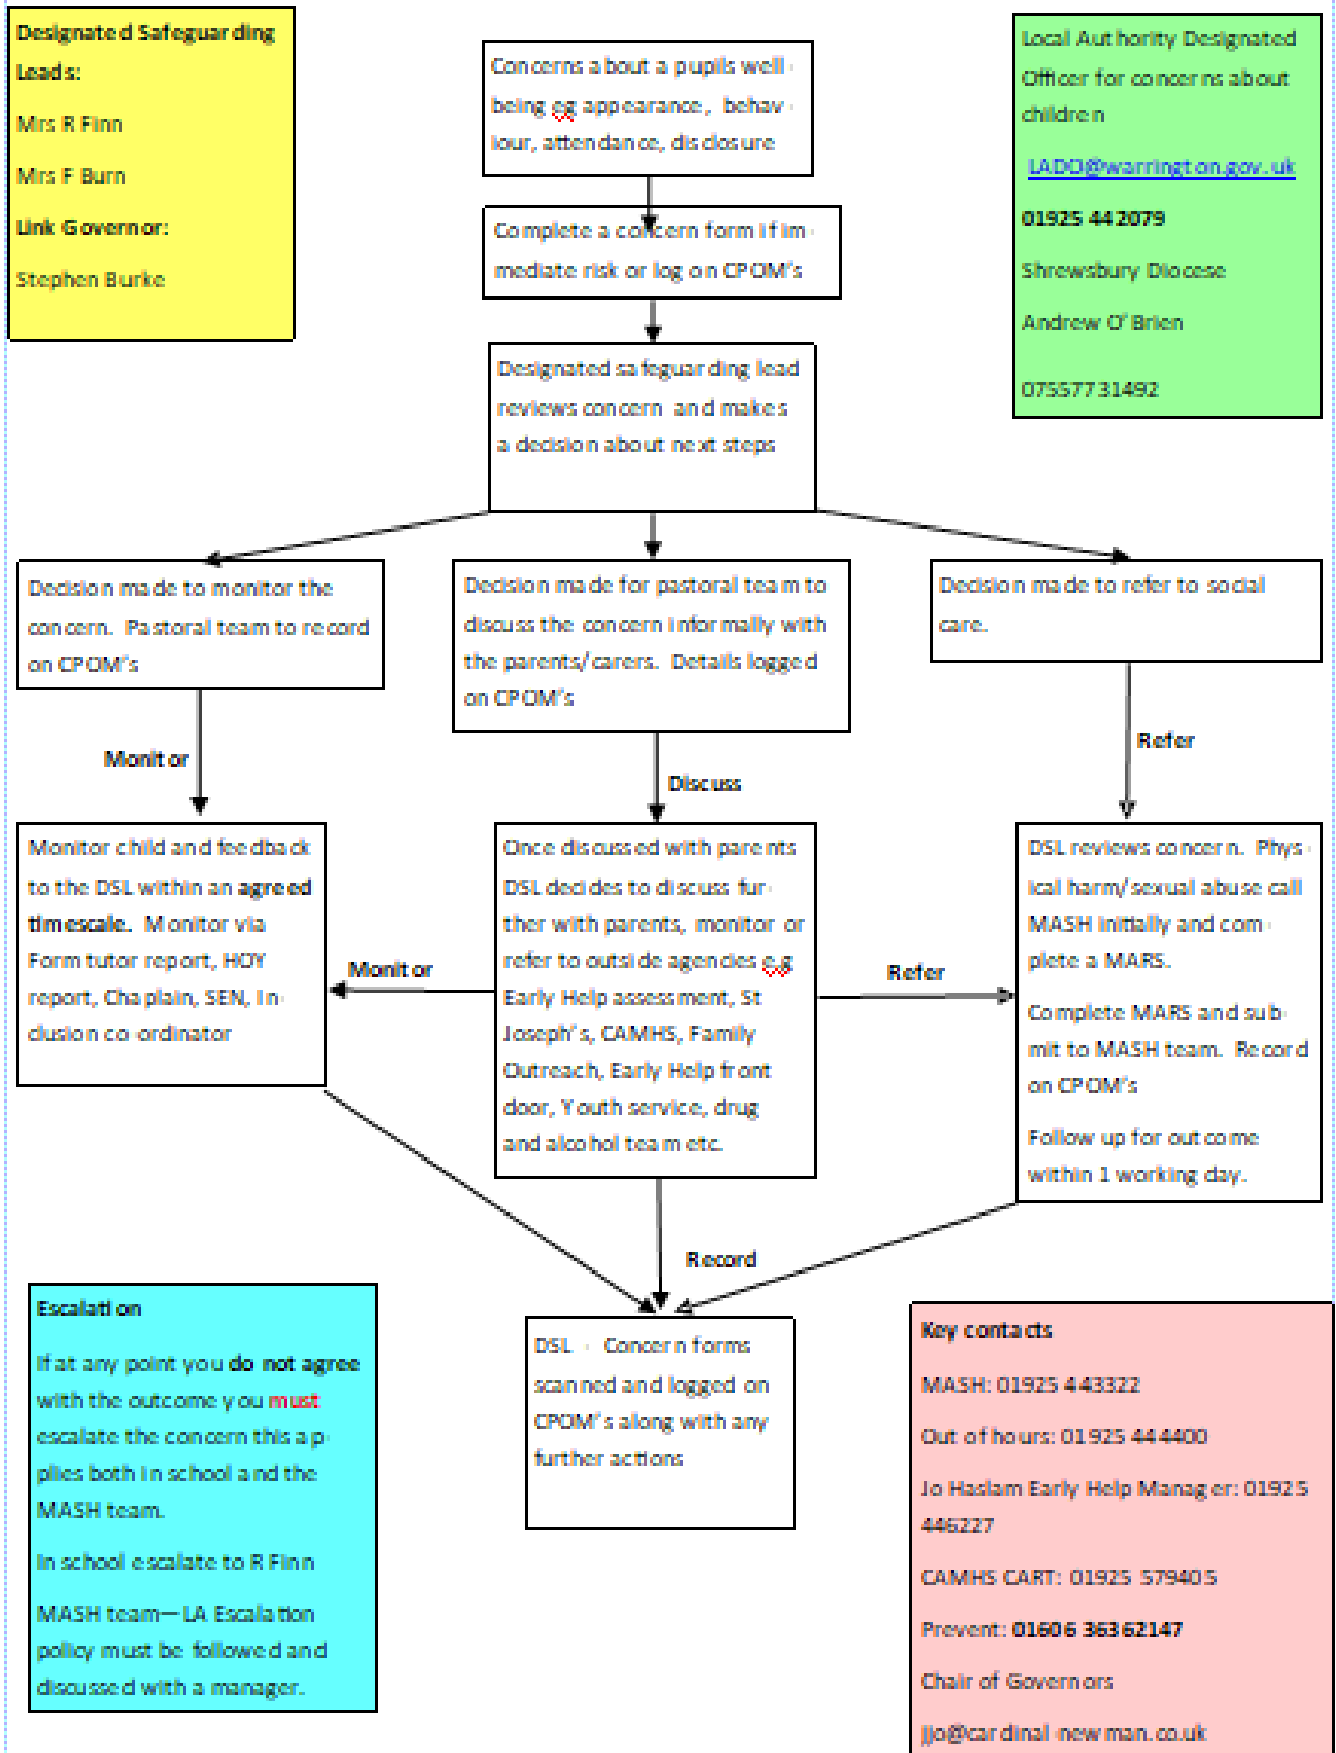 Designated Safeguarding
Leads:
Mrs R Finn
Mrs F Burn
Link Governor:
Stephen Burke
Concerns about a pupils well-
being eg appearance, behav-
iour, attendance, disclosure
Local Authority Designated
Officer for concerns about
children
LADO@warrington.gov.uk
01925 442079
Shrewsbury Diocese
Andrew O'Brien
07557731492
Complete a concern form if im-
mediate risk or log on CPOM's
Designated safeguarding lead
reviews concern and makes
a decision about next steps
Decision made to monitor the
concern. Pastoral team to record
on CPOM's
Decision made for pastoral team to
discuss the concern informally with
the parents/carers. Details logged
on CPOM's
Decision made to refer to social
care.
Monitor
Discuss
Refer
Monitor child and feedback
to the DSL within an agreed
timescale. Monitor via
Form tutor report, HOY
report, Chaplain, SEN, In-
clusion co-ordinator
Monitor
Once discussed with parents
DSL decides to discuss fur-
ther with parents, monitor or
refer to outside agencies e.g
Early Help assessment, St
Joseph's, CAMHS, Family
Outreach, Early Help front
door, Youth service, drug
and alcohol team etc.
Refer
DSL reviews concern. Phys-
ical harm/sexual abuse call
MASH initially and com-
plete a MARS.
Complete MARS and sub-
mit to MASH team. Record
on CPOM's
Follow up for outcome
within 1 working day.
Record
DSL - Concern forms
scanned and logged on
CPOM's along with any
further actions
Escalation
If at any point you do not agree
with the outcome you must
escalate the concern this ap-
plies both in school and the
MASH team.
In school escalate to R Finn
MASH team—LA Escalation
policy must be followed and
discussed with a manager.
Key contacts
MASH: 01925 443322
Out of hours: 01925 444400
Jo Haslam Early Help Manager: 01925
446227
CAMHS CART: 01925 579405
Prevent: 01606 36362147
Chair of Governors
jjo@cardinal-newman.co.uk